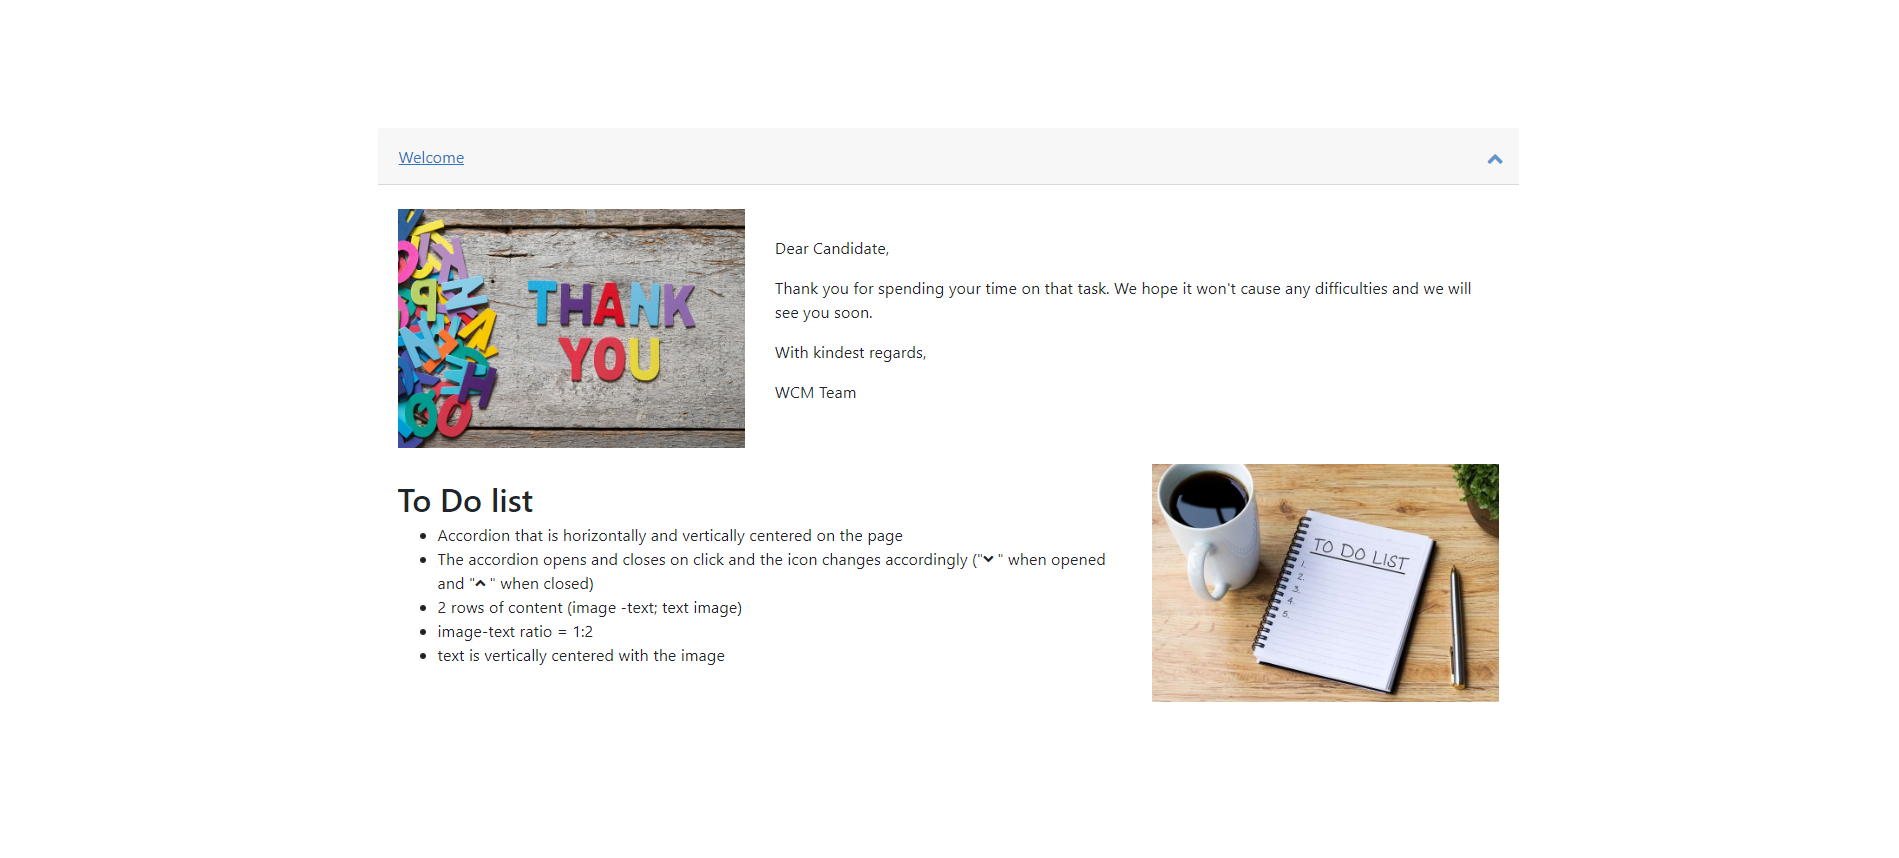 Welcome
THANK
YOU
Dear Candidate,
Thank you for spending your time on that task. We hope it won't cause any difficulties and we will
see you soon.
With kindest regards,
WCM Team
To Do list
Accordion that is horizontally and vertically centered on the page
The accordion opens and closes on click and the icon changes accordingly ("⌄ " when opened
and "⌃ " when closed)
2 rows of content (image -text; text image)
image-text ratio = 1:2
text is vertically centered with the image
TO DO LIST
1.
2.
3.
4.
5.